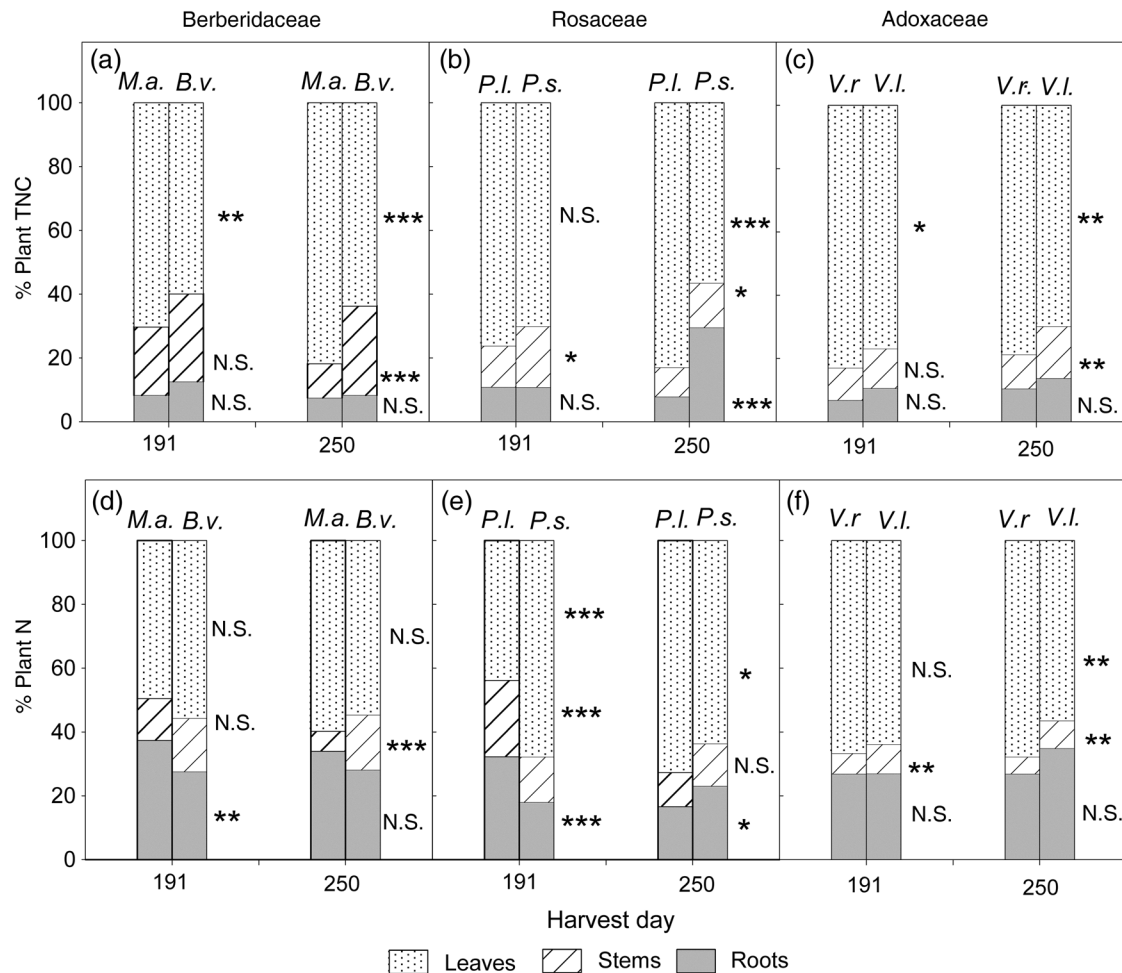 Berberidaceae Rosaceae Adoxaceae
(a) (b) (c)
M.a. B.v. M.a. B.v. P.l. P.s. P.l. P.s. V.r V.l. V.r. V.l.
100
80
** *** N.S. *** * **
60
% Plant TNC
40
*
N.S. * N.S. **
20
***
N.S. N.S. N.S. *** N.S. N.S.
0
191 250 191 250 191 250
(d) (e) (f)
M.a. B.v. M.a. B.v. P.l. P.s. P.l. P.s. V.r V.l. V.r V.l.
100
80
***
N.S. N.S. * N.S. **
60
% Plant N
***
40
N.S. *** N.S. ** **
20
** N.S. *** * N.S. N.S.
0
191 250 191 250 191 250
Harvest day
Leaves Stems Roots